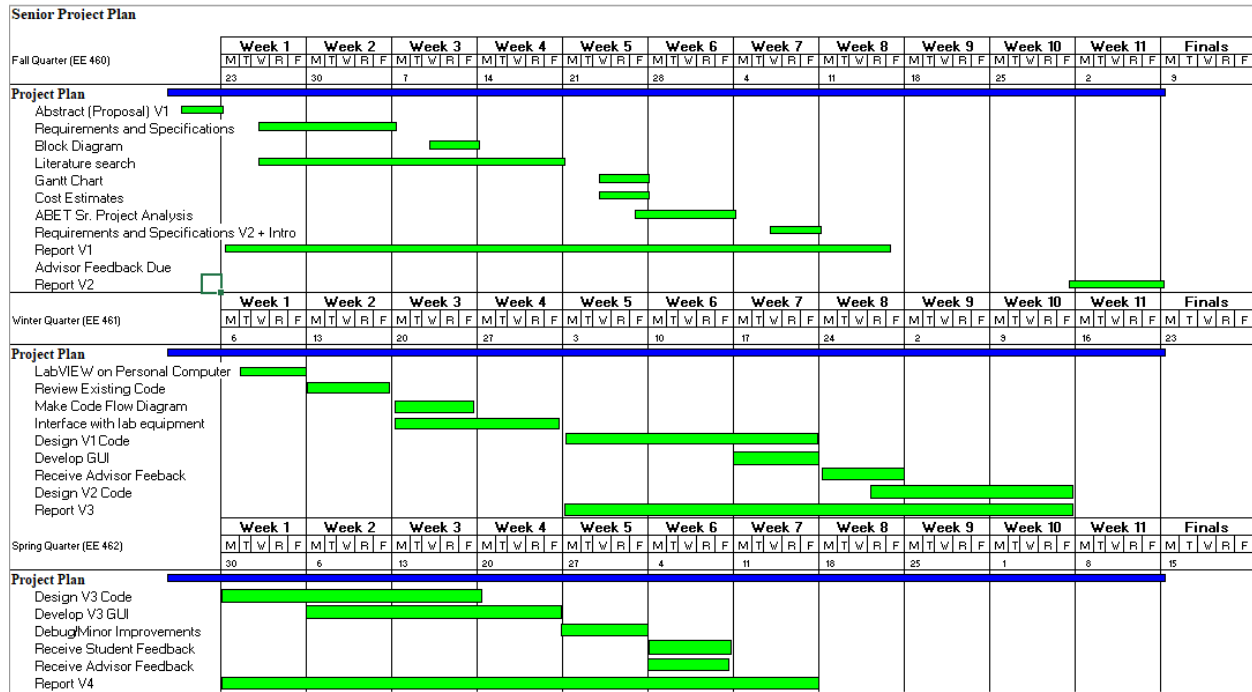 Senior Project Plan
Week 1 Week 2 Week 3 Week 4 Week 5 Week 6 Week 7 Week 8 Week 9 Week 10 Week 11 Finals
Fall Quarter (EE 460) M T W R F M T W R F M T W R F M T W R F M T W R F M T W R F M T W R F M T W R F M T W R F M T W R F M T W R F M T W R F
23 30 7 14 21 28 4 11 18 25 2 9
Project Plan
Abstract (Proposal) V1
Requirements and Specifications
Block Diagram
Literature search
Gantt Chart
Cost Estimates
ABET Sr. Project Analysis
Requirements and Specifications V2 + Intro
Report V1
Advisor Feedback Due
Report V2
Week 1 Week 2 Week 3 Week 4 Week 5 Week 6 Week 7 Week 8 Week 9 Week 10 Week 11 Finals
Winter Quarter (EE 461) M T W R F M T W R F M T W R F M T W R F M T W R F M T W R F M T W R F M T W R F M T W R F M T W R F M T W R F M T W R F
6 13 20 27 3 10 17 24 2 9 16 23
Project Plan
LabVIEW on Personal Computer
Review Existing Code
Make Code Flow Diagram
Interface with lab equipment
Design V1 Code
Develop GUI
Receive Advisor Feeback
Design V2 Code
Report V3
Week 1 Week 2 Week 3 Week 4 Week 5 Week 6 Week 7 Week 8 Week 9 Week 10 Week 11 Finals
Spring Quarter (EE 462) M T W R F M T W R F M T W R F M T W R F M T W R F M T W R F M T W R F M T W R F M T W R F M T W R F M T W R F M T W R F
30 6 13 20 27 4 11 18 25 1 8 15
Project Plan
Design V3 Code
Develop V3 GUI
Debug/Minor Improvements
Receive Student Feedback
Receive Advisor Feedback
Report V4